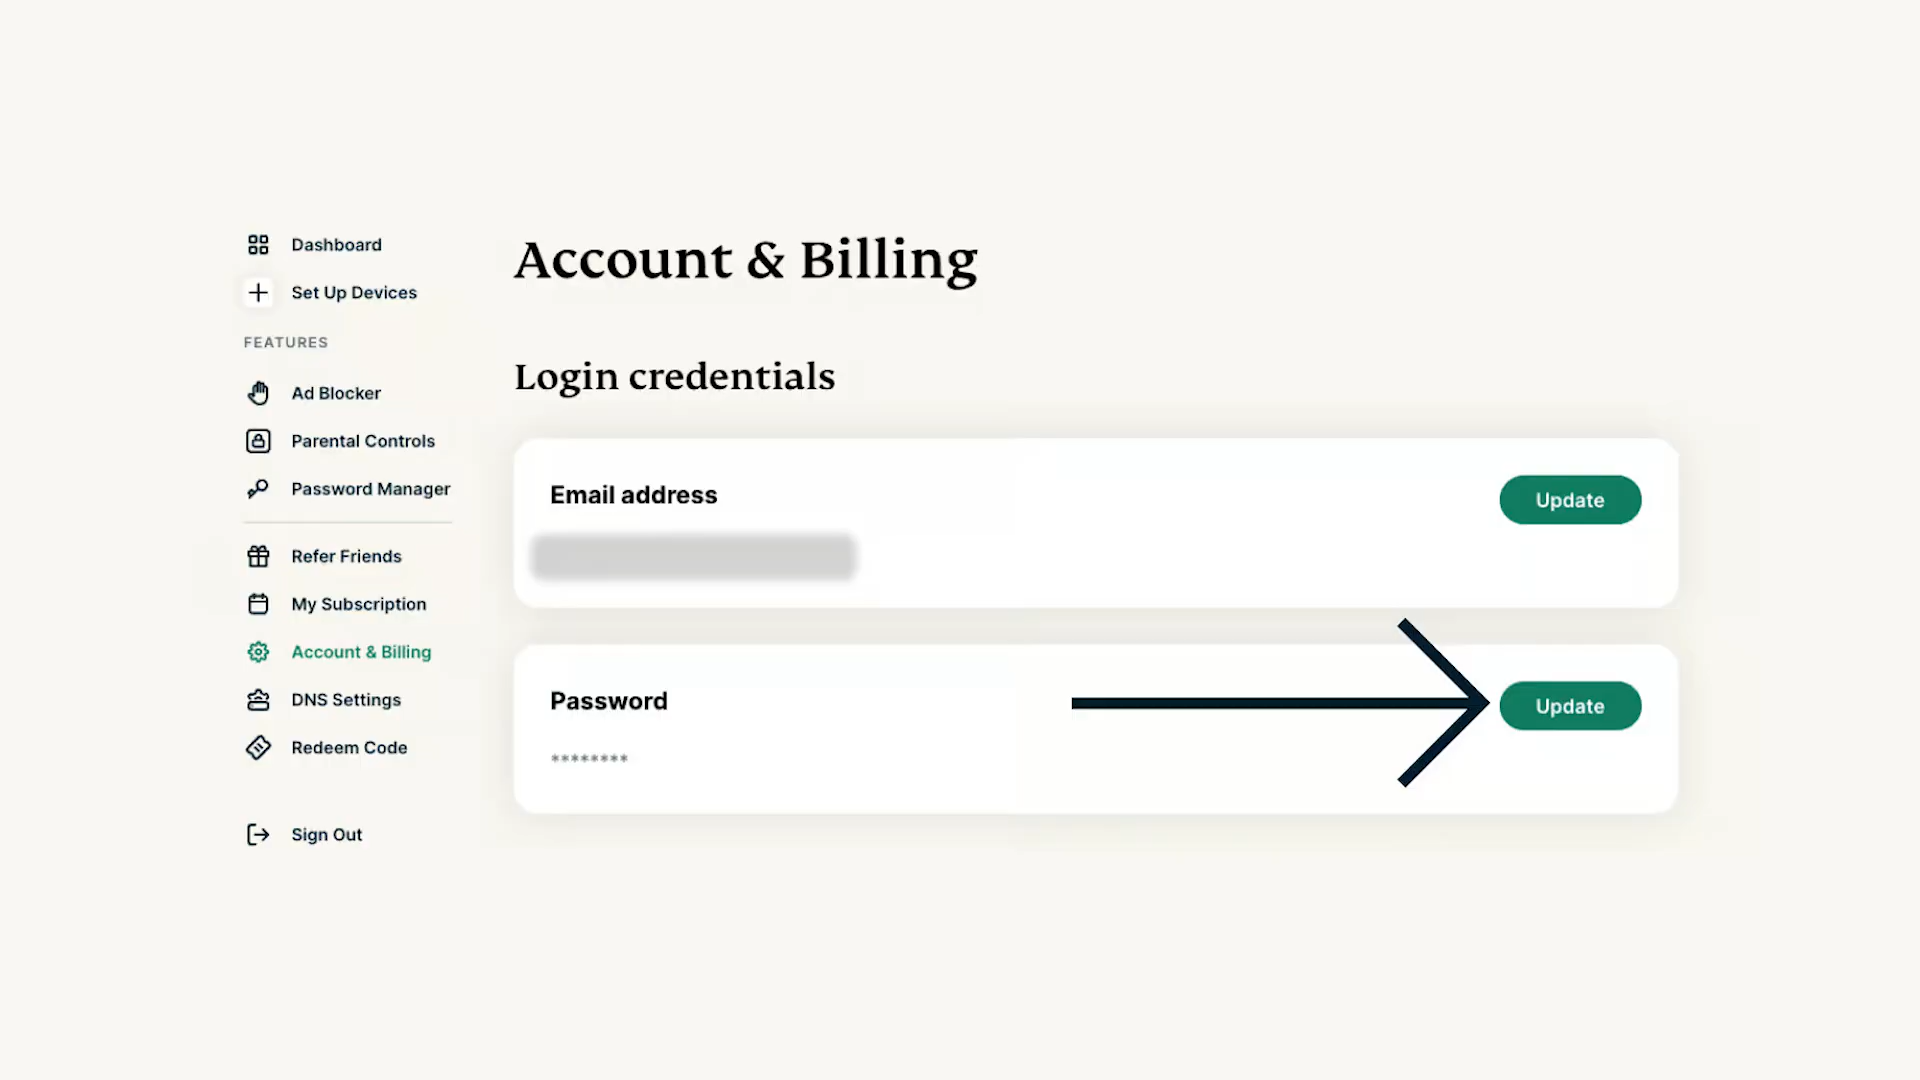 Dashboard
Set Up Devices
FEATURES
Ad Blocker
Parental Controls
Password Manager
Refer Friends
My Subscription
Account & Billing
DNS Settings
Redeem Code
Sign Out
Account & Billing
Login credentials
Email address
Update
Password
Update
********